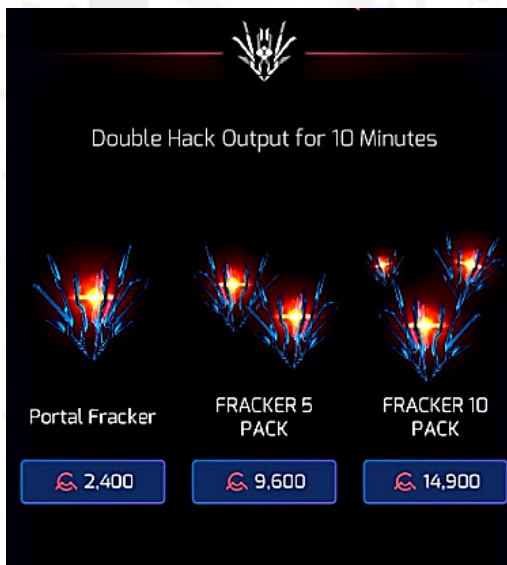 Double Hack Output for 10 Minutes
Portal Fracker
FRACKER 5
PACK
FRACKER 10
PACK
2,400
9,600
14,900